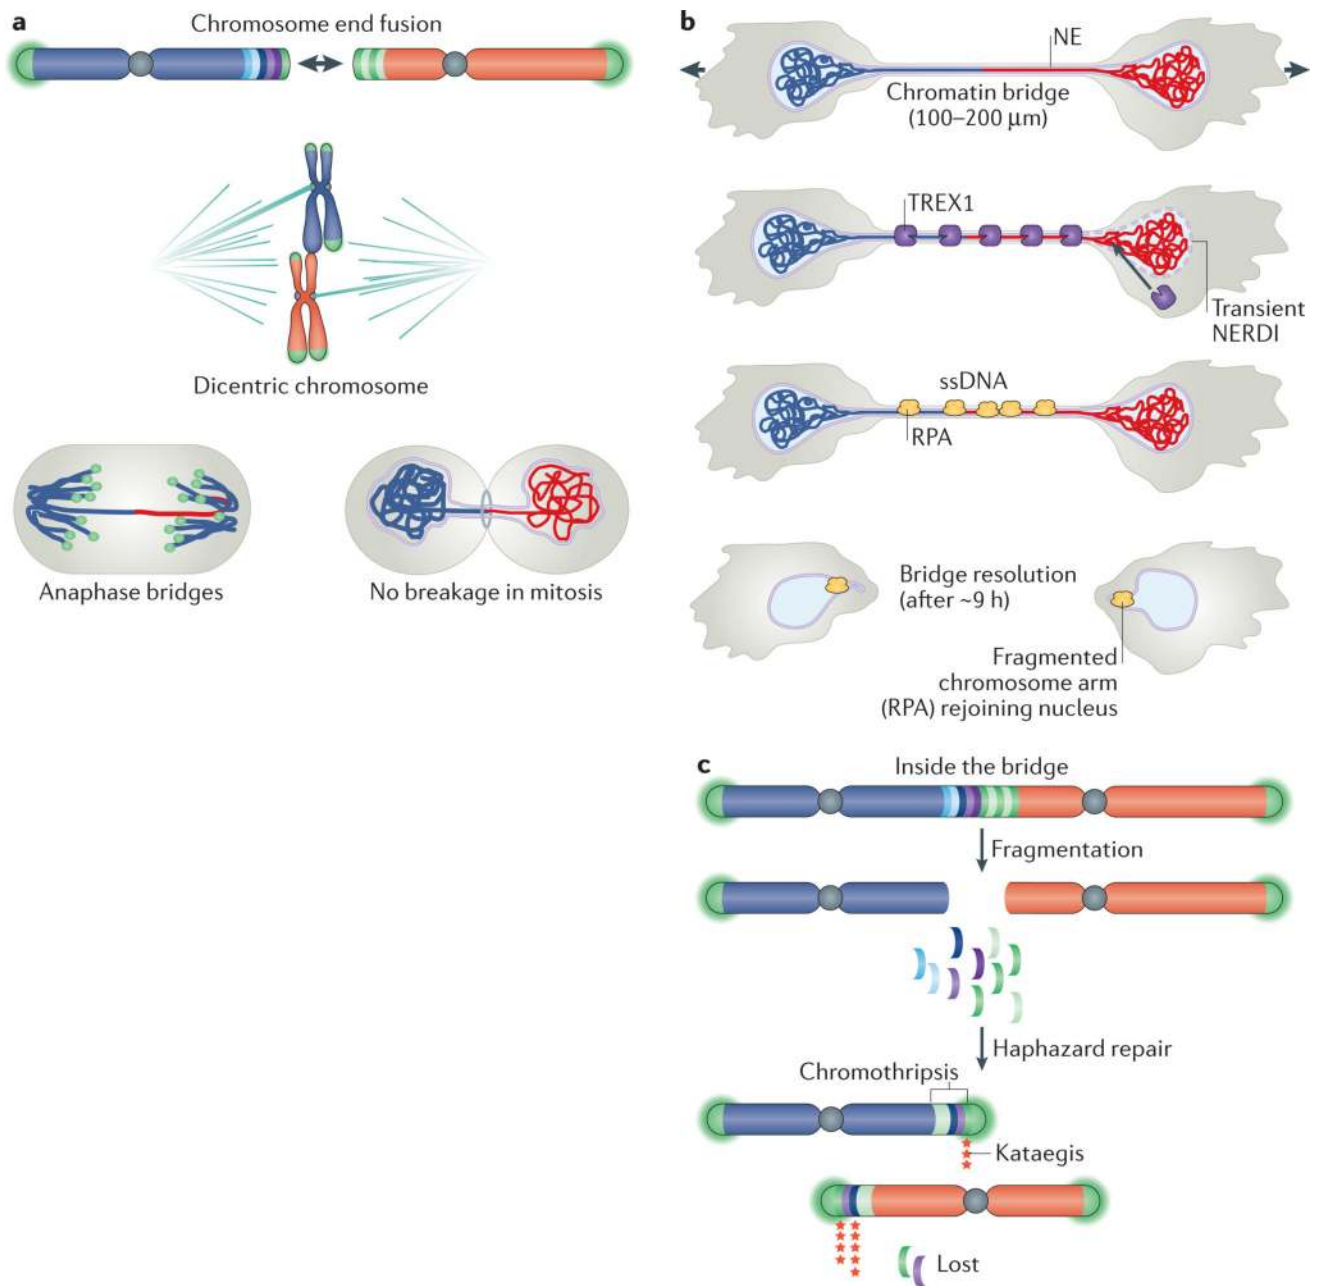 a
Chromosome end fusion
Dicentric chromosome
Anaphase bridges
No breakage in mitosis
b
NE
Chromatin bridge
(100–200 μm)
TREX1
Transient
NERDI
ssDNA
RPA
Bridge resolution
(after ~9 h)
Fragmented
chromosome arm
(RPA) rejoining nucleus
c
Inside the bridge
Fragmentation
Haphazard repair
Chromothripsis
Kataegis
Lost